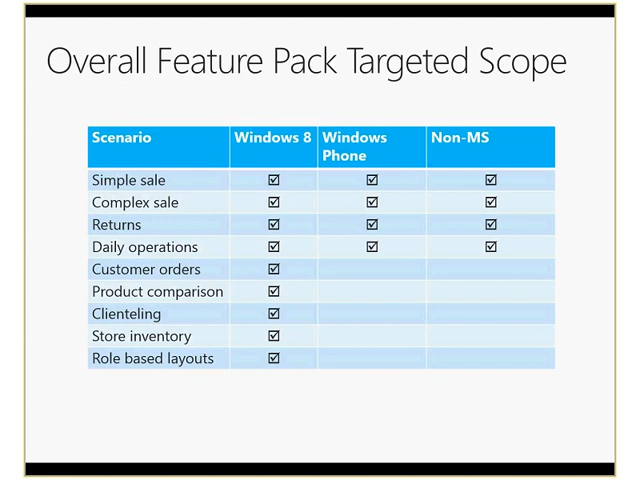 Overall Feature Pack Targeted Scope
Scenario Windows 8 Windows Phone Non-MS
Simple sale ☑ ☑ ☑
Complex sale ☑ ☑ ☑
Returns ☑ ☑ ☑
Daily operations ☑ ☑ ☑
Customer orders ☑
Product comparison ☑
Clienteling ☑
Store inventory ☑
Role based layouts ☑